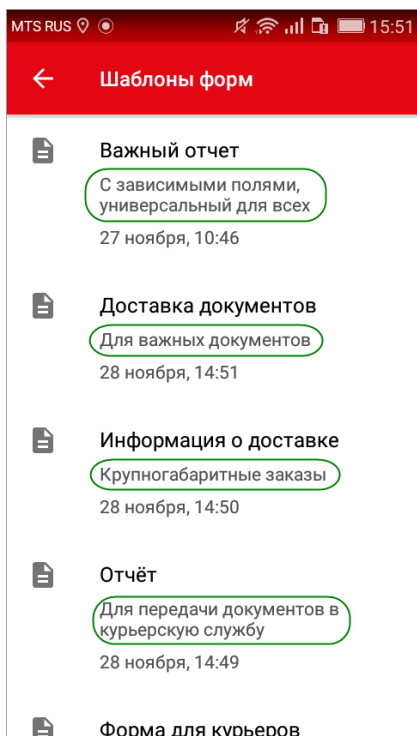 MTS RUS 15:51
Шаблоны форм
Важный отчет
С зависимыми полями,
универсальный для всех
27 ноября, 10:46
Доставка документов
Для важных документов
28 ноября, 14:51
Информация о доставке
Крупногабаритные заказы
28 ноября, 14:50
Отчёт
Для передачи документов в
курьерскую службу
28 ноября, 14:49
Форма для курьеров